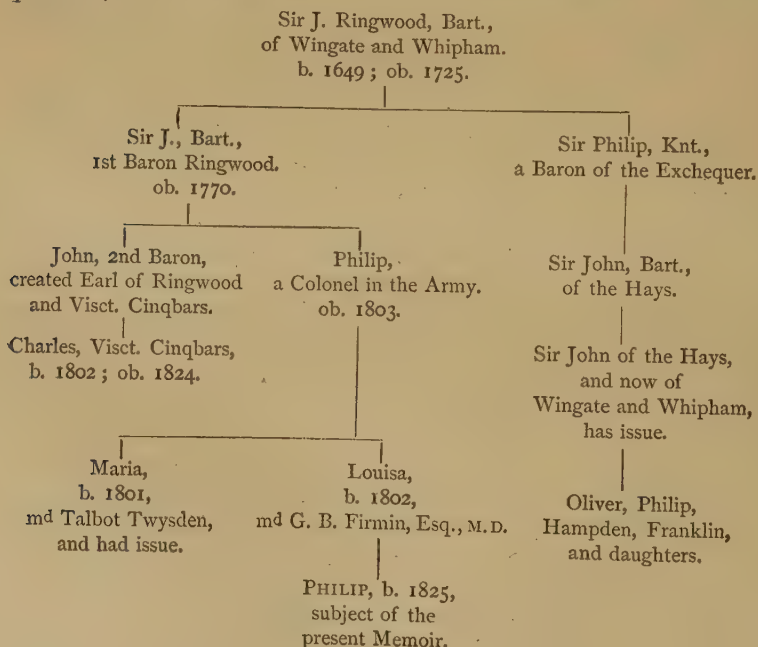 Sir J. Ringwood, Bart.,
of Wingate and Whipham.
b. 1649; ob. 1725.
Sir J., Bart.,
1st Baron Ringwood.
ob. 1770.
Sir Philip, Knt.,
a Baron of the Exchequer.
John, 2nd Baron,
created Earl of Ringwood
and Visct. Cinqbars.
Philip,
a Colonel in the Army.
ob. 1803.
Sir John, Bart.,
of the Hays.
Charles, Visct. Cinqbars,
b. 1802; ob. 1824.
Sir John of the Hays,
and now of
Wingate and Whipham,
has issue.
Maria,
b. 1801,
md Talbot Twysden,
and had issue.
Louisa,
b. 1802,
md G. B. Firmin, Esq., M.D.
Oliver, Philip,
Hampden, Franklin,
and daughters.
PHILIP, b. 1825,
subject of the
present Memoir.